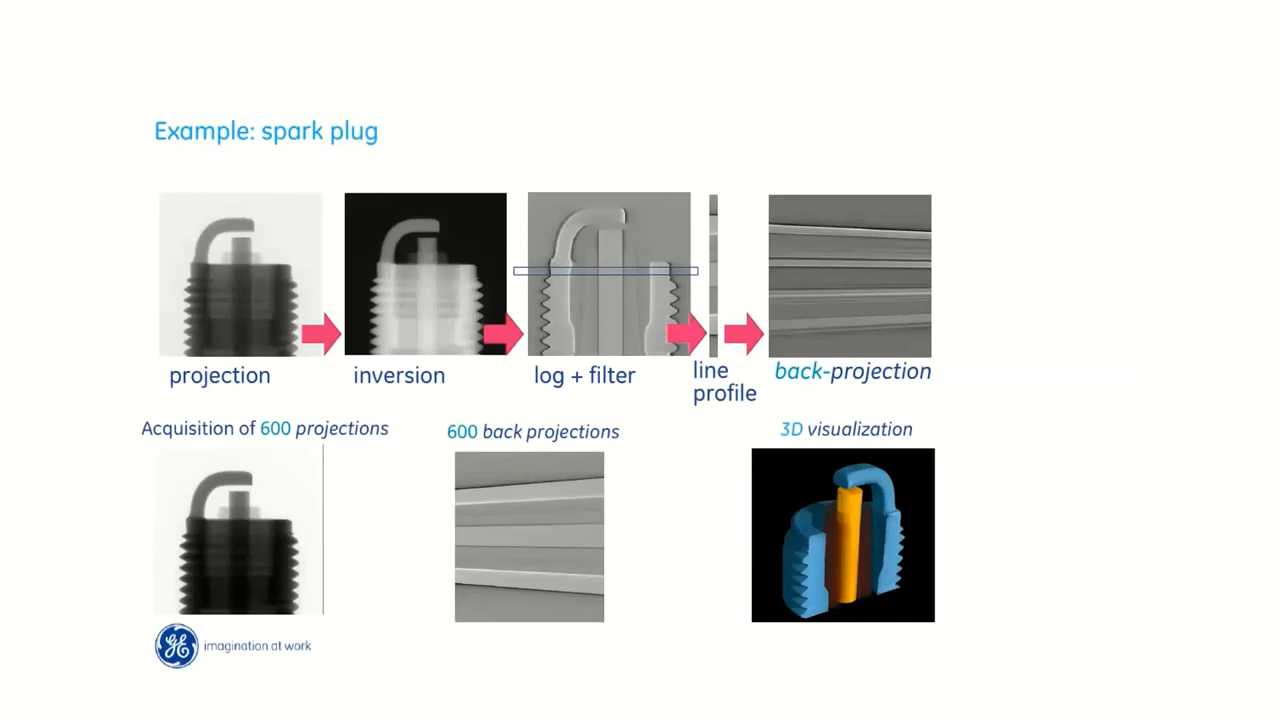 Example: spark plug
projection
inversion
log + filter
line
profile
back-projection
Acquisition of 600 projections
600 back projections
3D visualization
GE
imagination at work